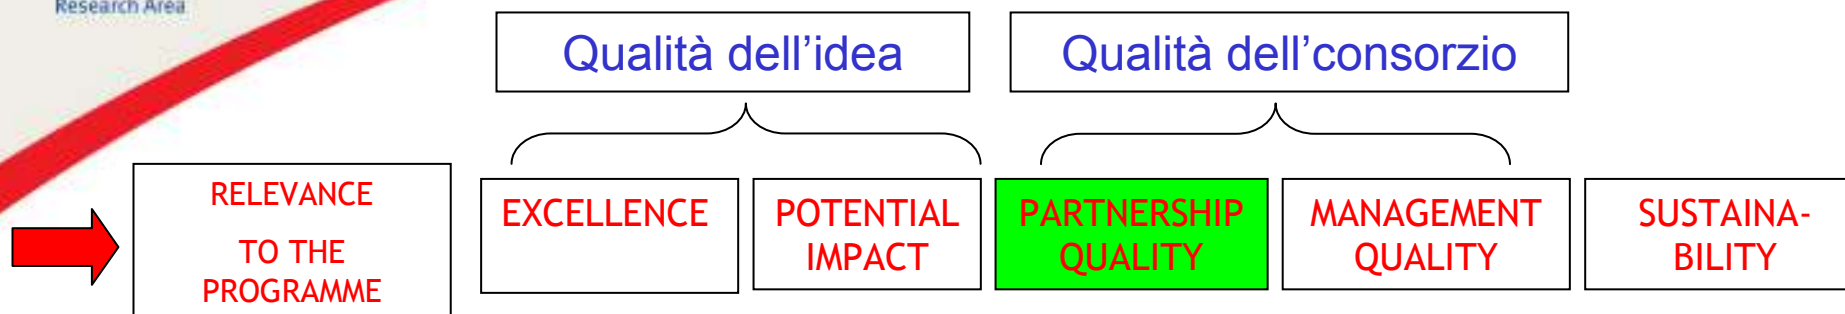 Research Area
Qualità dell’idea
Qualità dell’consorzio
RELEVANCE
TO THE
PROGRAMME
EXCELLENCE
POTENTIAL
IMPACT
PARTNERSHIP
QUALITY
MANAGEMENT
QUALITY
SUSTAINA-
BILITY